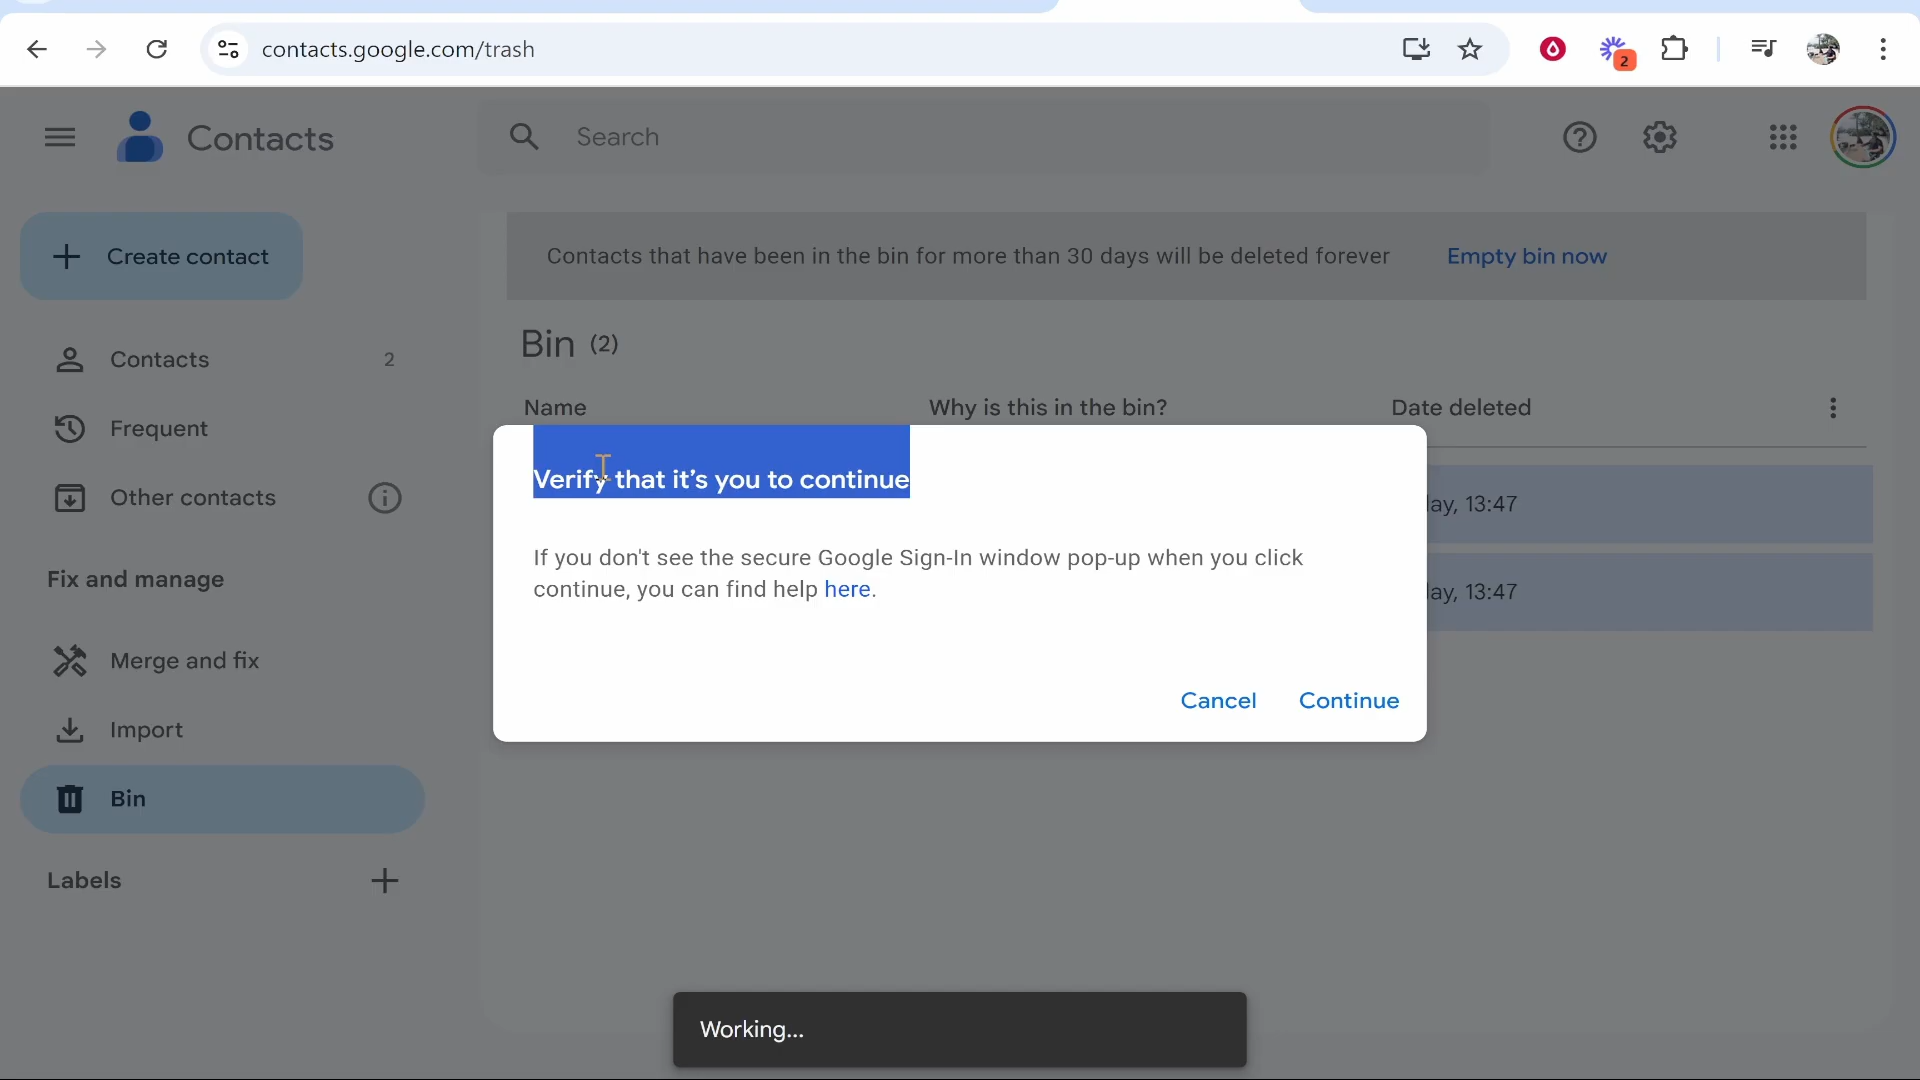 contacts.google.com/trash
2
Contacts
Search
Create contact
Contacts that have been in the bin for more than 30 days will be deleted forever
Empty bin now
Bin (2)
Contacts 2
Frequent
Other contacts
Name
Why is this in the bin?
Date deleted
Verify that it’s you to continue
If you don't see the secure Google Sign-In window pop-up when you click
continue, you can find help here.
Cancel
Continue
13:47
13:47
Fix and manage
Merge and fix
Import
Bin
Labels
Working...